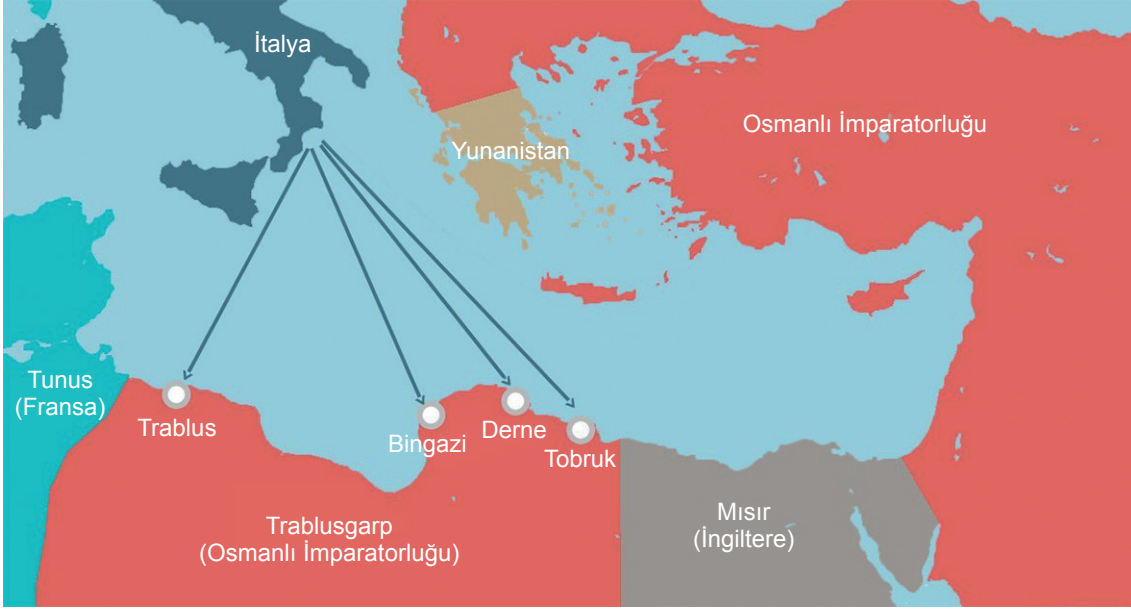 İtalya
Osmanlı İmparatorluğu
Yunanistan
Tunus
(Fransa)
Trablus
Bingazi
Derne
Tobruk
Trablusgarp
(Osmanlı İmparatorluğu)
Mısır
(İngiltere)